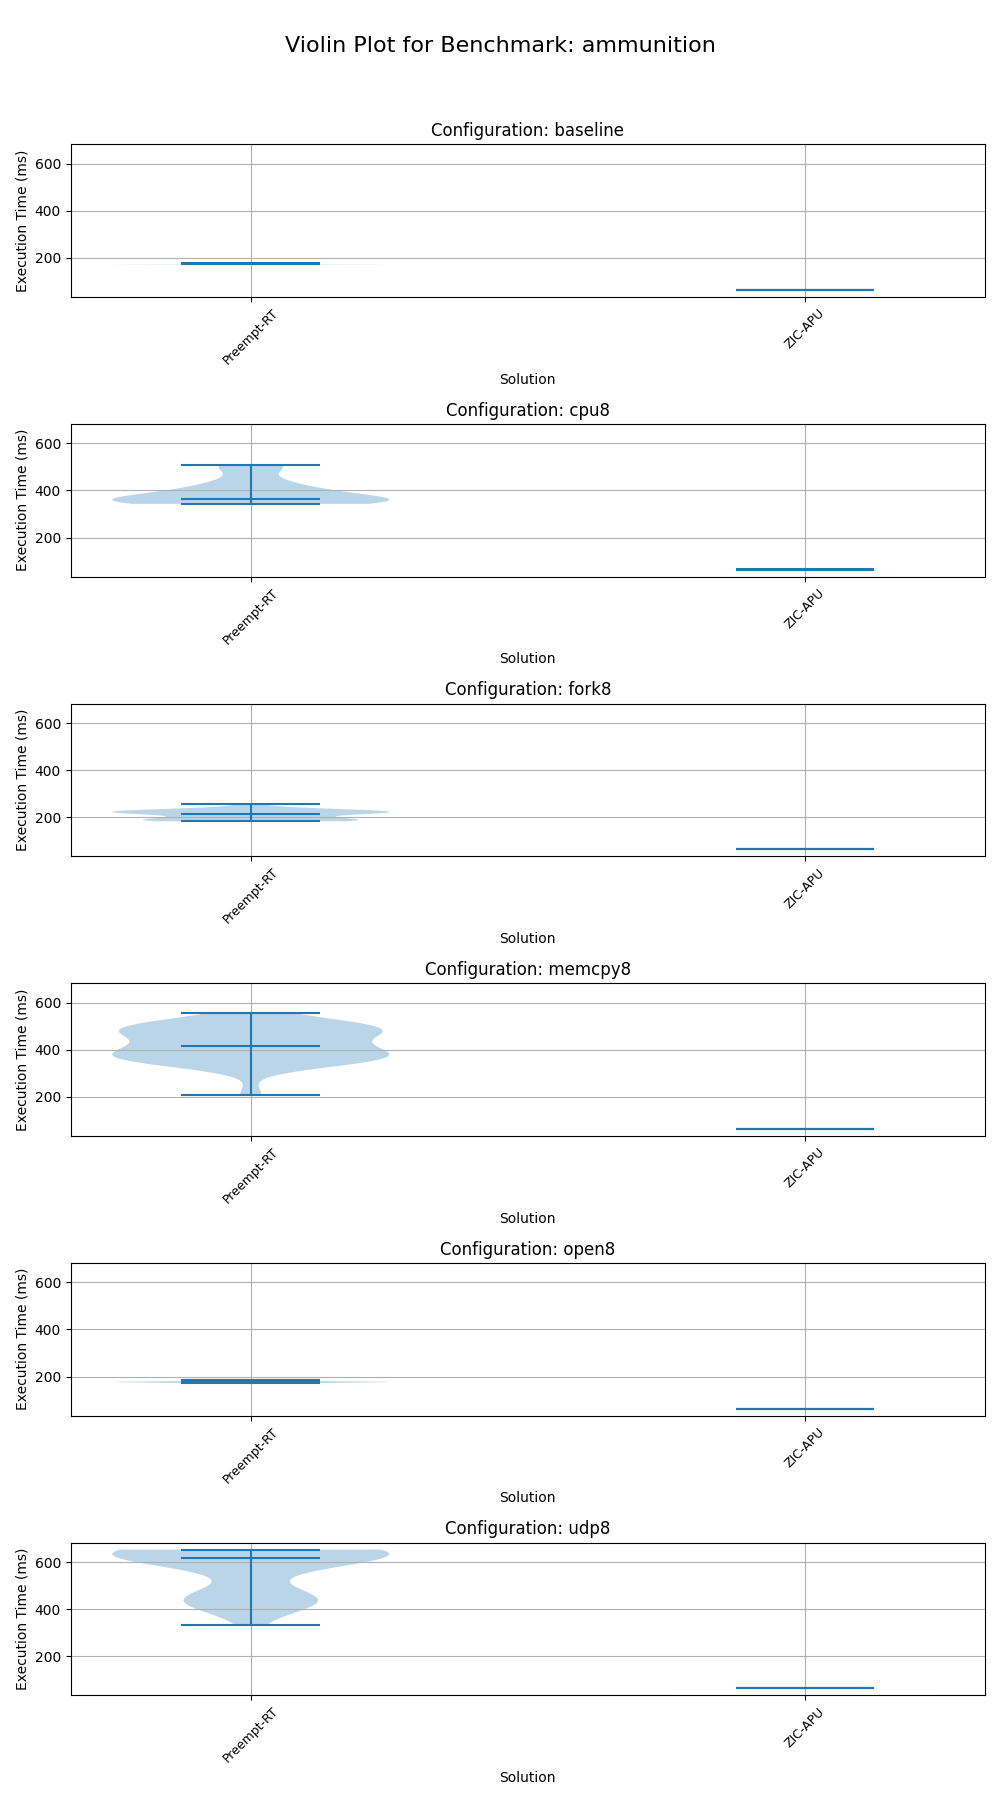 Violin Plot for Benchmark: ammunition
Configuration: baseline
Execution Time (ms)
600
400
200
Preempt-RT
ZIC-APU
Solution
Configuration: cpu8
Execution Time (ms)
600
400
200
Preempt-RT
ZIC-APU
Solution
Configuration: fork8
Execution Time (ms)
600
400
200
Preempt-RT
ZIC-APU
Solution
Configuration: memcpy8
Execution Time (ms)
600
400
200
Preempt-RT
ZIC-APU
Solution
Configuration: open8
Execution Time (ms)
600
400
200
Preempt-RT
ZIC-APU
Solution
Configuration: udp8
Execution Time (ms)
600
400
200
Preempt-RT
ZIC-APU
Solution